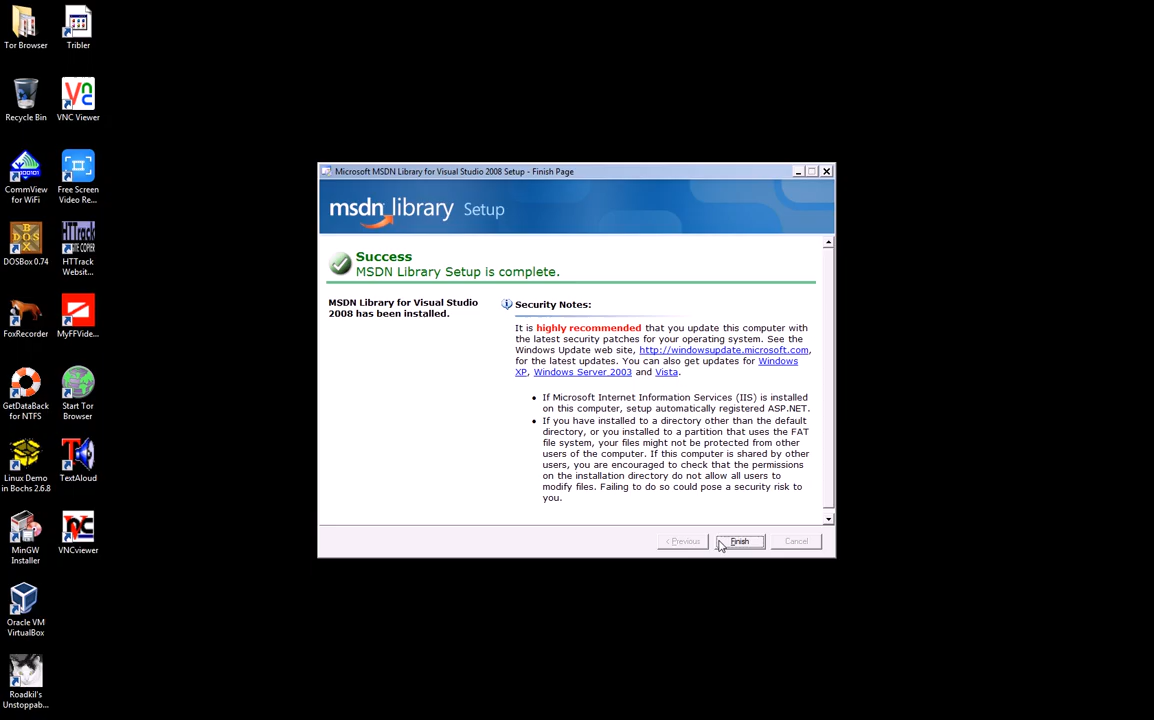 Tor Browser
Tribler
Recycle Bin
VNC Viewer
CommView
for WiFi
Free Screen
Video Re...
DOSBox 0.74
HTTrack
Website...
FoxRecorder
MyFFVide...
GetDataBack
for NTFS
Start Tor
Browser
Linux Demo
in Bochs 2.6.8
TextAloud
MinGW
Installer
VNCviewer
Oracle VM
VirtualBox
Roadkil's
Unstoppab...
Microsoft MSDN Library for Visual Studio 2008 Setup - Finish Page
msdn library Setup
Success
MSDN Library Setup is complete.
MSDN Library for Visual Studio
2008 has been installed.
Security Notes:
It is highly recommended that you update this computer with
the latest security patches for your operating system. See the
Windows Update web site, http://windowsupdate.microsoft.com,
for the latest updates. You can also get updates for Windows
XP, Windows Server 2003 and Vista.
• If Microsoft Internet Information Services (IIS) is installed
on this computer, setup automatically registered ASP.NET.
• If you have installed to a directory other than the default
directory, or you installed to a partition that uses the FAT
file system, your files might not be protected from other
users of the computer. If this computer is shared by other
users, you are encouraged to check that the permissions
on the installation directory do not allow all users to
modify files. Failing to do so could pose a security risk to
you.
< Previous
Finish
Cancel